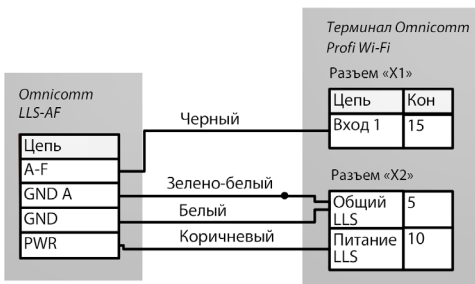 Терминал Omnicomm
Profi Wi-Fi
Разъем «X1»
Omnicomm
LLS-AF
Цепь Кон
Черный
Вход 1 15
Цепь
A-F
Зелено-белый
Разъем «X2»
GND A
Общий LLS 5
Белый
GND
Коричневый
PWR
Питание LLS 10